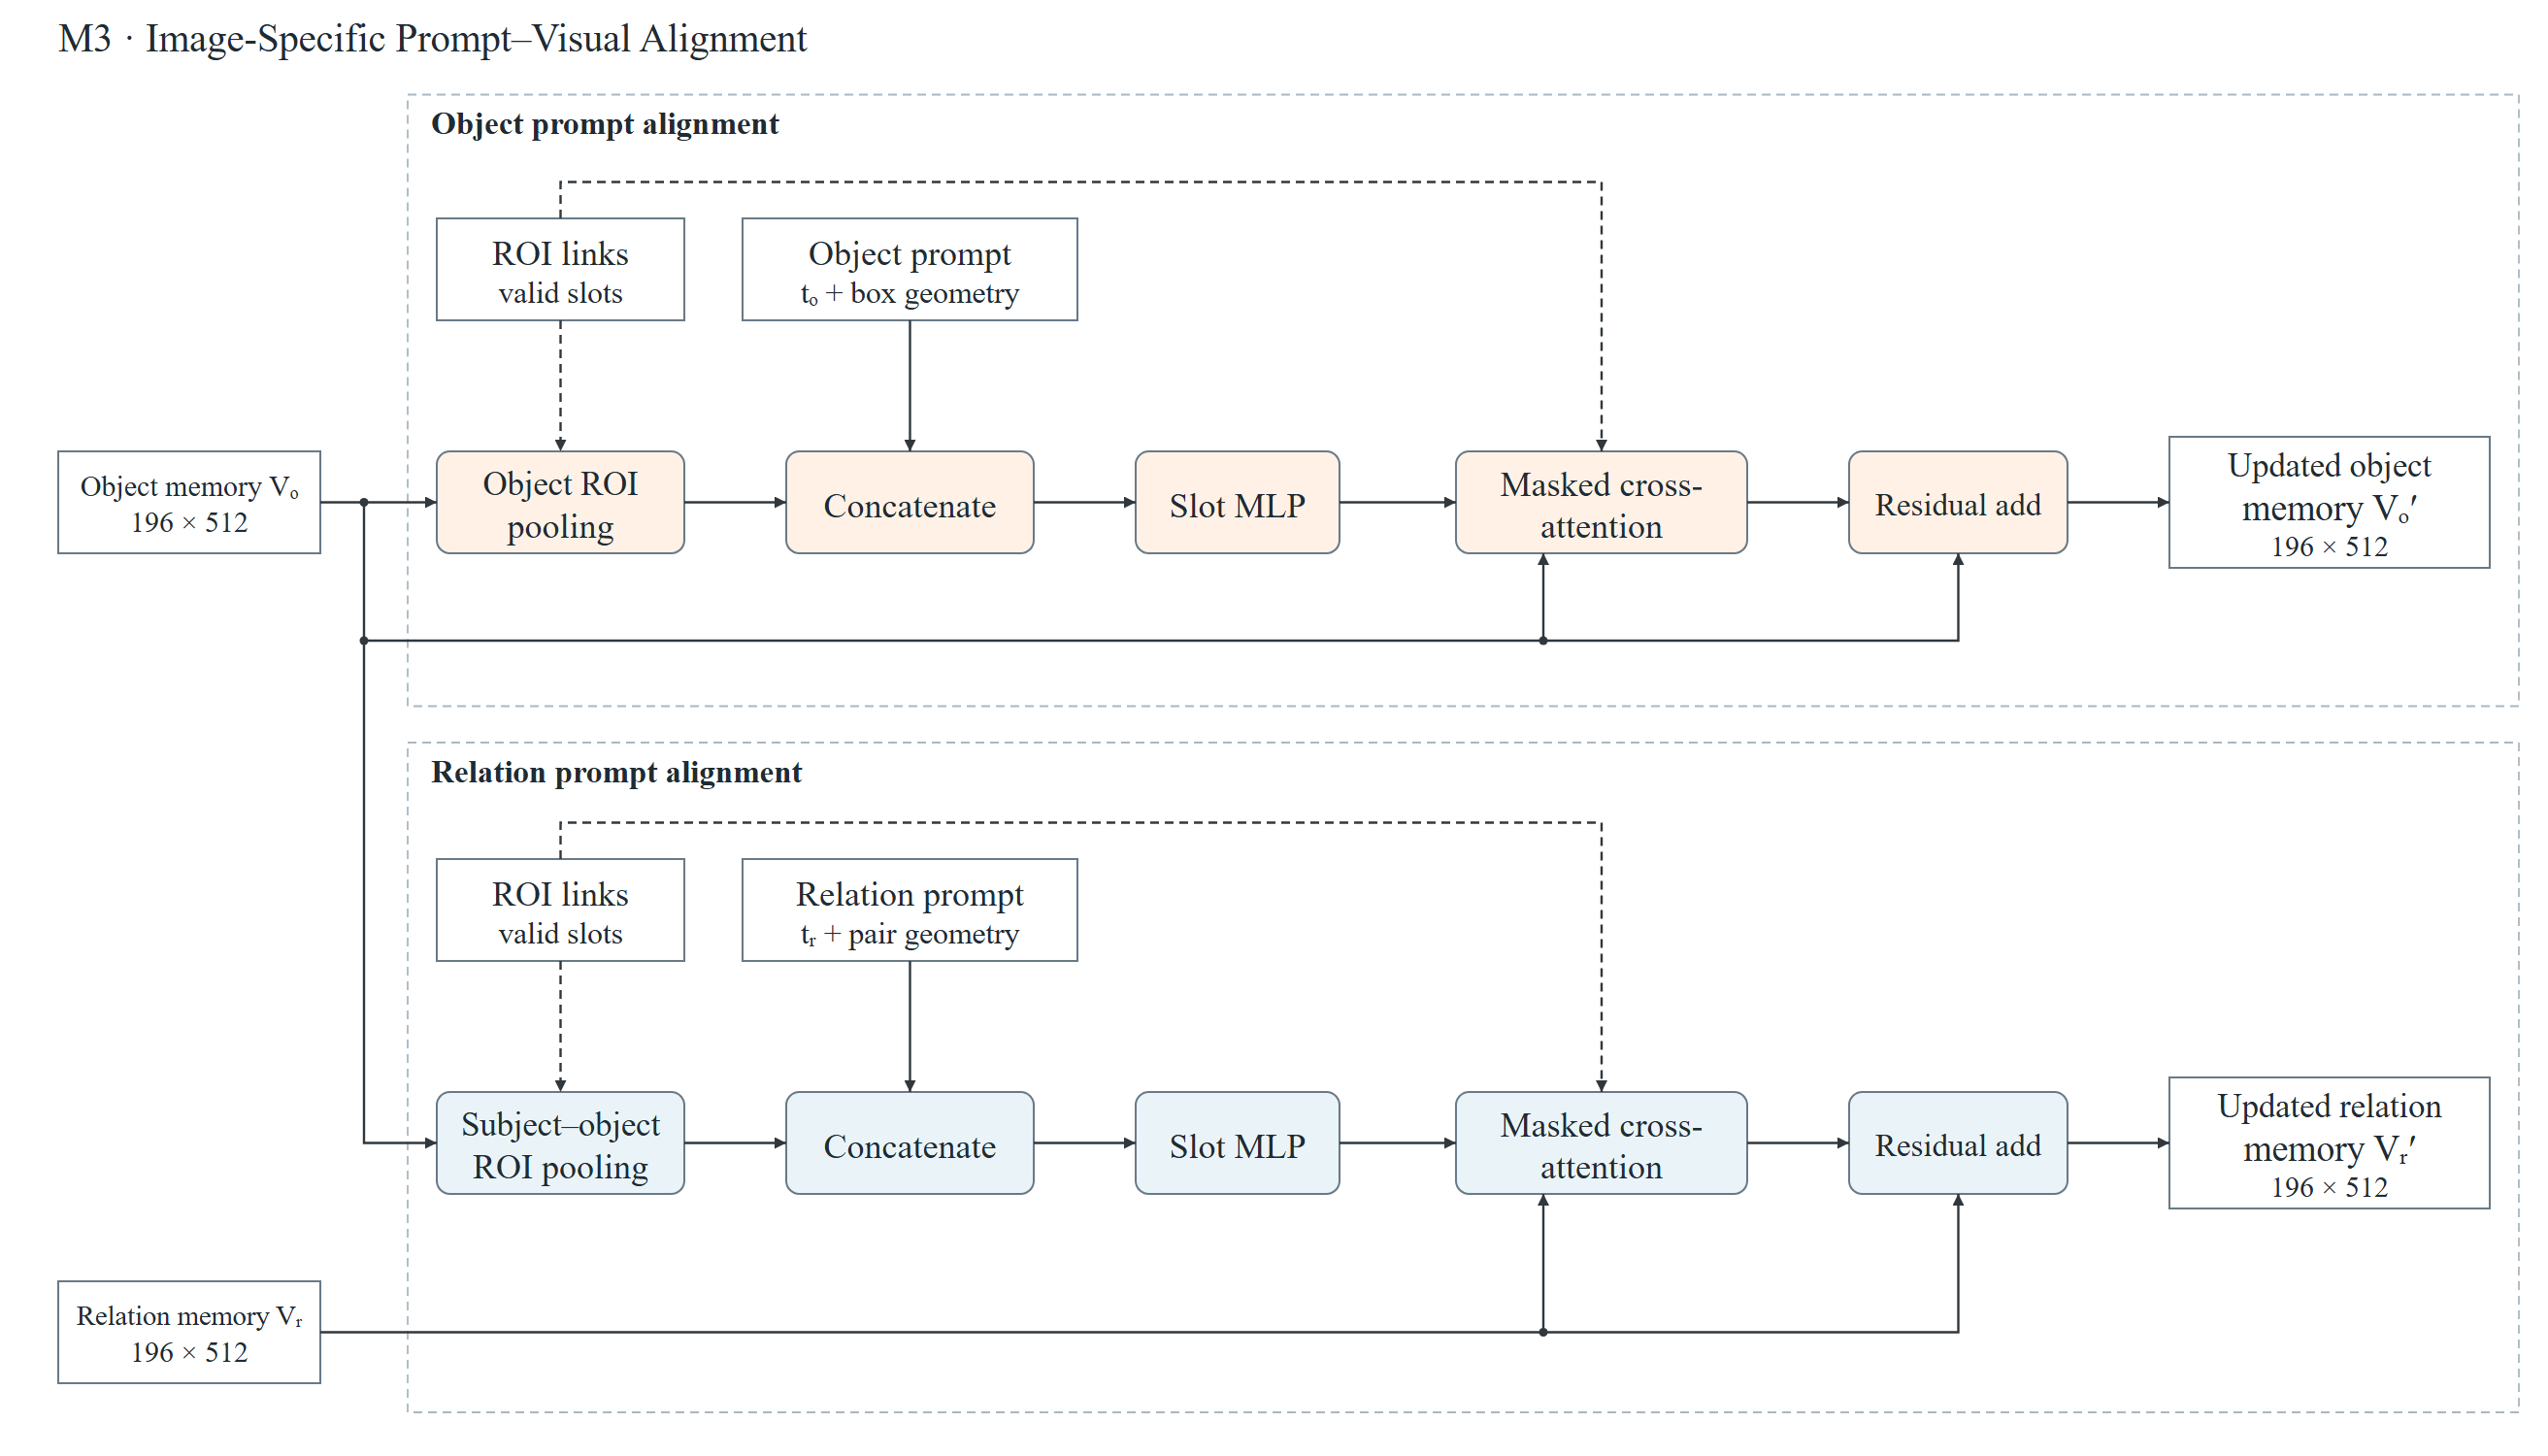 M3 · Image-Specific Prompt–Visual Alignment
Object prompt alignment
ROI links
valid slots
Object prompt
tₒ + box geometry
Object memory Vₒ
196 × 512
Object ROI
pooling
Concatenate
Slot MLP
Masked cross-
attention
Residual add
Updated object
memory Vₒ′
196 × 512
Relation prompt alignment
ROI links
valid slots
Relation prompt
tᵣ + pair geometry
Subject–object
ROI pooling
Concatenate
Slot MLP
Masked cross-
attention
Residual add
Updated relation
memory Vᵣ′
196 × 512
Relation memory Vᵣ
196 × 512